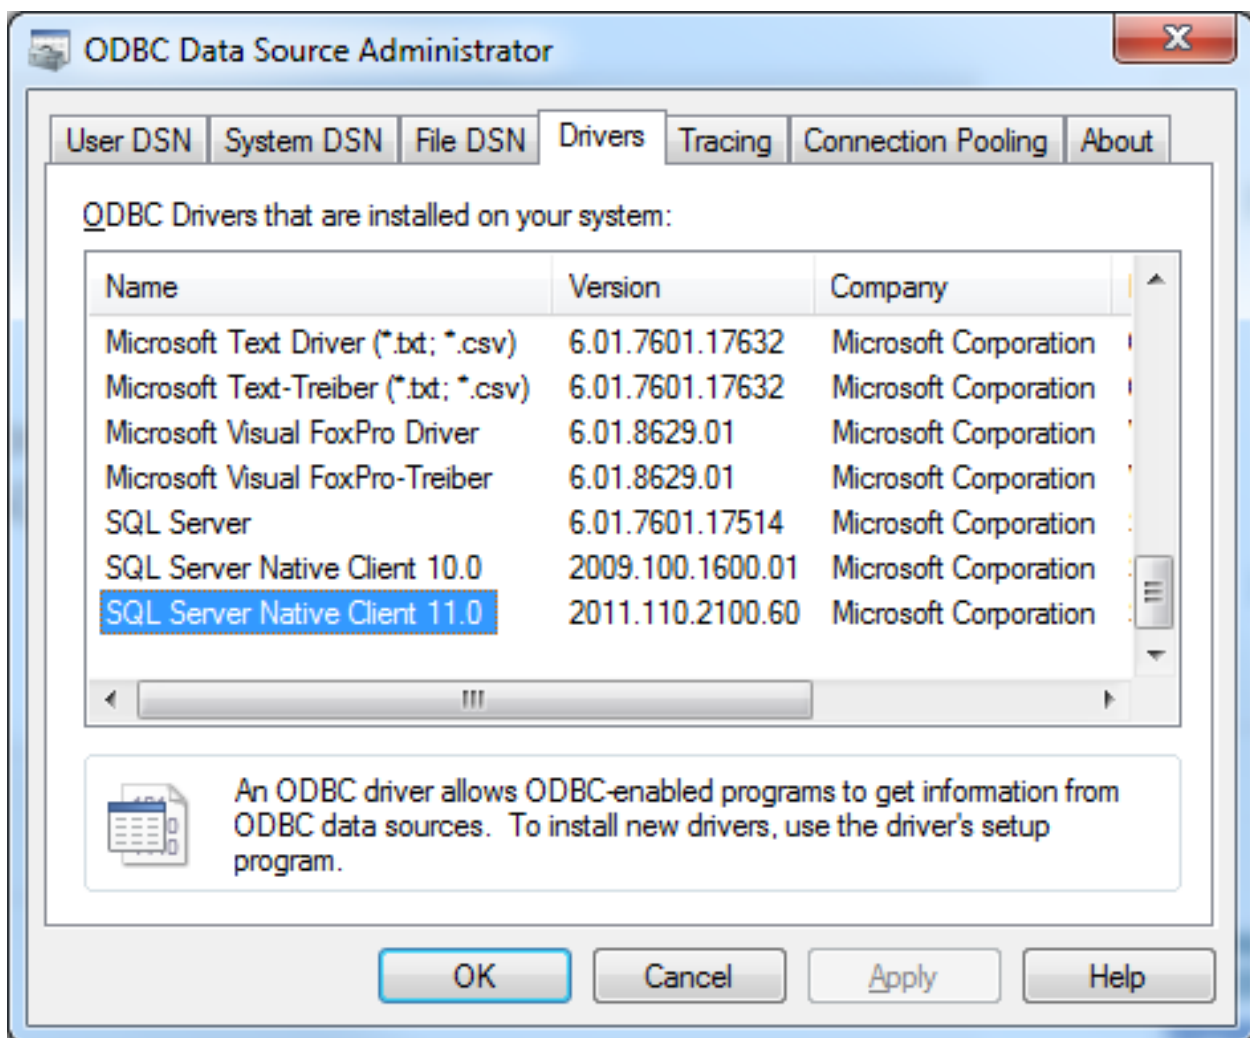 ODBC Data Source Administrator
User DSN System DSN File DSN Drivers Tracing Connection Pooling About
ODBC Drivers that are installed on your system:
Name Version Company
Microsoft Text Driver (*.txt; *.csv) 6.01.7601.17632 Microsoft Corporation
Microsoft Text-Treiber (*.txt; *.csv) 6.01.7601.17632 Microsoft Corporation
Microsoft Visual FoxPro Driver 6.01.8629.01 Microsoft Corporation
Microsoft Visual FoxPro-Treiber 6.01.8629.01 Microsoft Corporation
SQL Server 6.01.7601.17514 Microsoft Corporation
SQL Server Native Client 10.0 2009.100.1600.01 Microsoft Corporation
SQL Server Native Client 11.0 2011.110.2100.60 Microsoft Corporation
An ODBC driver allows ODBC-enabled programs to get information from
ODBC data sources. To install new drivers, use the driver's setup
program.
OK Cancel Apply Help